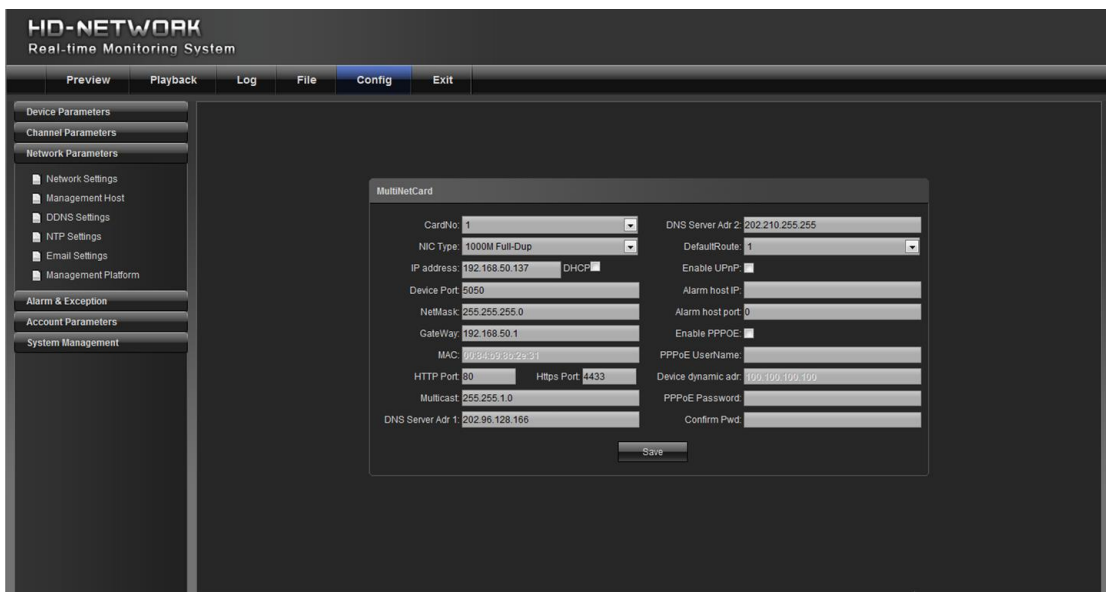 HD-NETWORK
Real-time Monitoring System
Preview Playback Log File Config Exit
Device Parameters
Channel Parameters
Network Parameters
Network Settings
Management Host
DDNS Settings
NTP Settings
Email Settings
Management Platform
Alarm & Exception
Account Parameters
System Management
MultiNetCard
CardNo: 1
NIC Type: 1000M Full-Dup
IP address: 192.168.50.137 DHCP
Device Port: 5050
NetMask: 255.255.255.0
GateWay: 192.168.50.1
MAC:
HTTP Port: 80 Https Port: 4433
Multicast: 255.255.1.0
DNS Server Adr 1: 202.96.128.166
DNS Server Adr 2: 202.210.255.255
DefaultRoute: 1
Enable UPnP:
Alarm host IP:
Alarm host port: 0
Enable PPPOE:
PPPoE UserName:
Device dynamic adr: 100.100.100.100
PPPoE Password:
Confirm Pwd:
Save